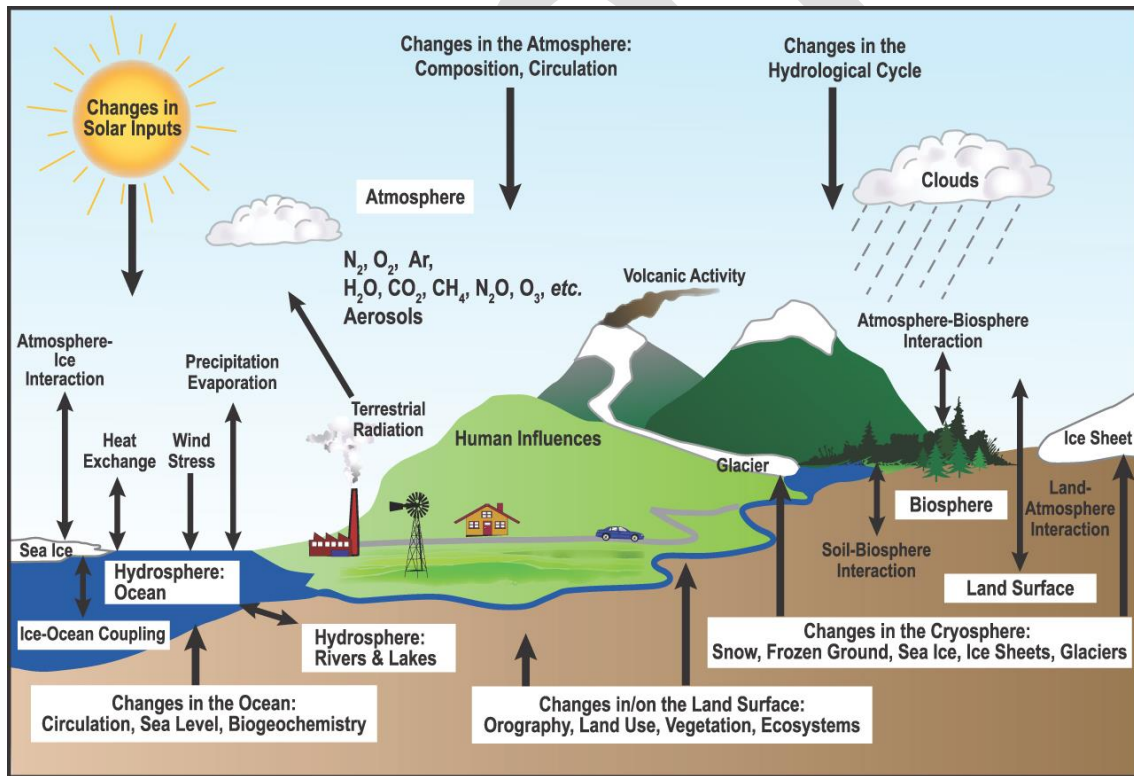 Changes in the Atmosphere:
Composition, Circulation
Changes in the
Hydrological Cycle
Changes in
Solar Inputs
Clouds
Atmosphere
N₂, O₂, Ar,
H₂O, CO₂, CH₄, N₂O, O₃, etc.
Aerosols
Volcanic Activity
Atmosphere-
Ice
Interaction
Precipitation
Evaporation
Atmosphere-Biosphere
Interaction
Heat
Exchange
Wind
Stress
Terrestrial
Radiation
Human Influences
Glacier
Ice Sheet
Land-
Atmosphere
Interaction
Biosphere
Soil-Biosphere
Interaction
Land Surface
Sea Ice
Hydrosphere:
Ocean
Ice-Ocean Coupling
Hydrosphere:
Rivers & Lakes
Changes in the Cryosphere:
Snow, Frozen Ground, Sea Ice, Ice Sheets, Glaciers
Changes in the Ocean:
Circulation, Sea Level, Biogeochemistry
Changes in/on the Land Surface:
Orography, Land Use, Vegetation, Ecosystems